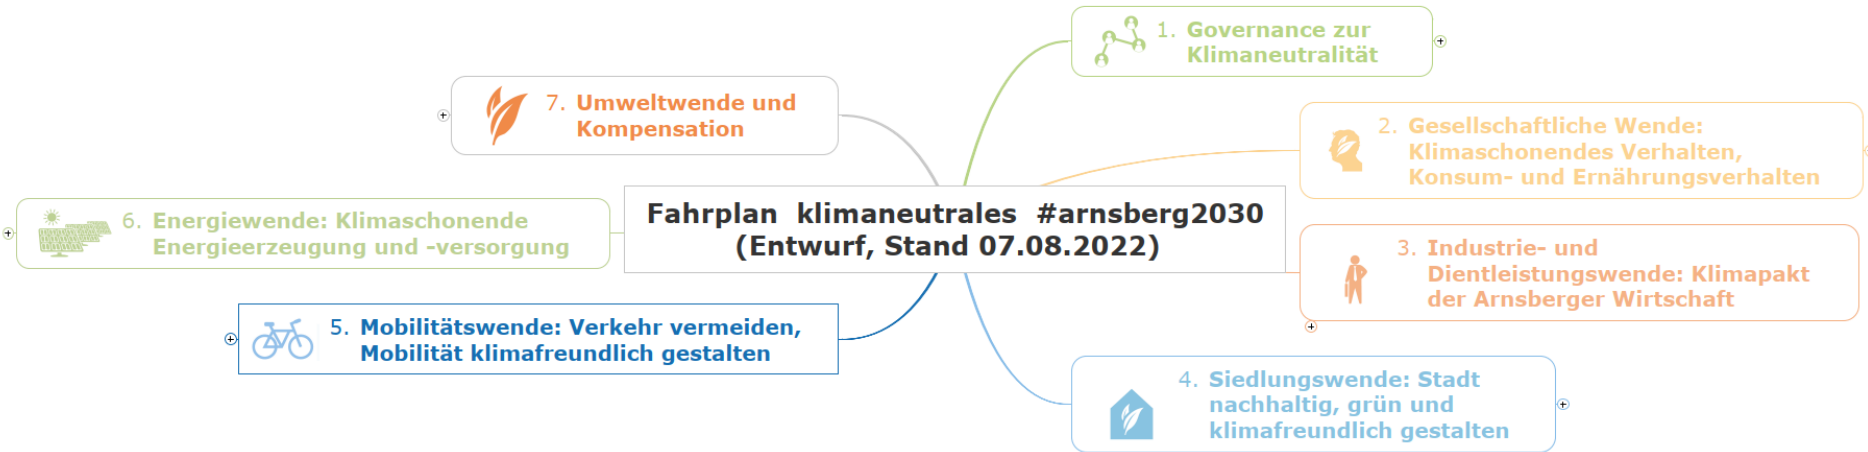 Fahrplan klimaneutrales #arnsberg2030
(Entwurf, Stand 07.08.2022)
1. Governance zur
Klimaneutralität
2. Gesellschaftliche Wende:
Klimaschonendes Verhalten,
Konsum- und Ernährungsverhalten
3. Industrie- und
Dientleistungswende: Klimapakt
der Arnsberger Wirtschaft
4. Siedlungswende: Stadt
nachhaltig, grün und
klimafreundlich gestalten
5. Mobilitätswende: Verkehr vermeiden,
Mobilität klimafreundlich gestalten
6. Energiewende: Klimaschonende
Energieerzeugung und -versorgung
7. Umweltwende und
Kompensation